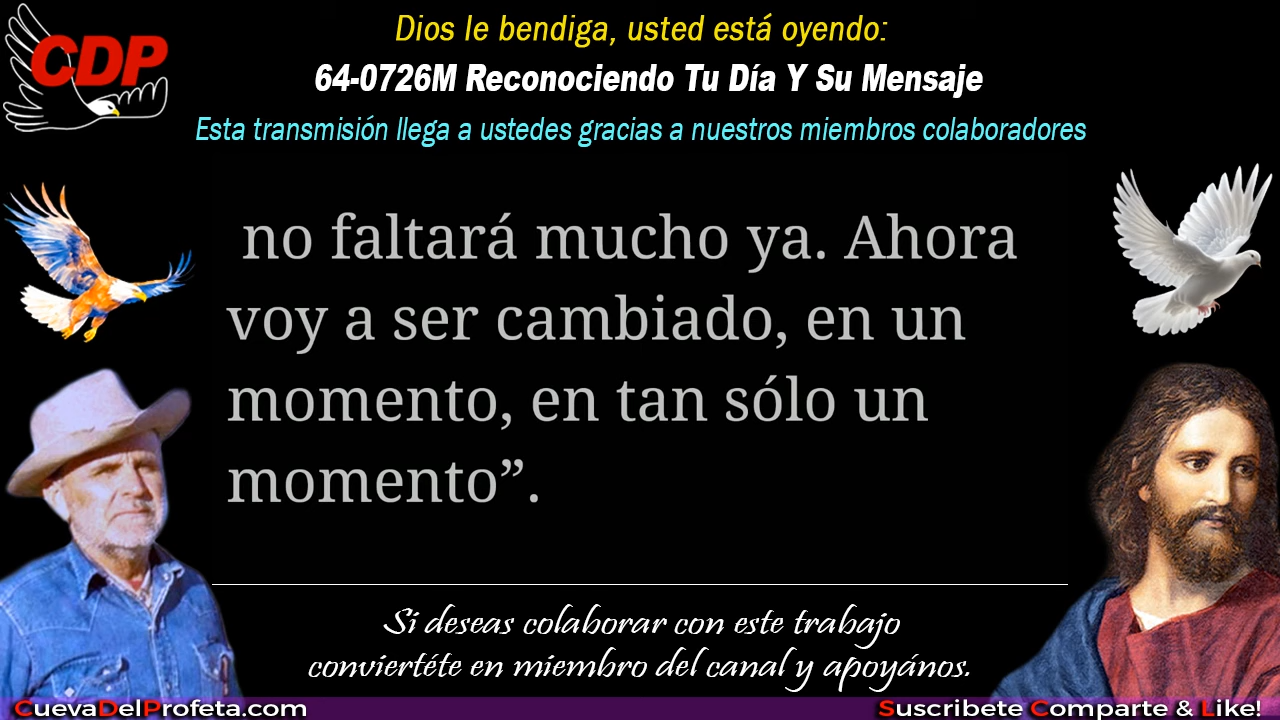 CDP
Dios le bendiga, usted está oyendo:
64-0726M Reconociendo Tu Día Y Su Mensaje
Esta transmisión llega a ustedes gracias a nuestros miembros colaboradores
no faltará mucho ya. Ahora
voy a ser cambiado, en un
momento, en tan sólo un
momento”.
Si deseas colaborar con este trabajo
conviertéte en miembro del canal y apoyános.
CuevaDelProfeta.com
Suscribete Comparte & Like!